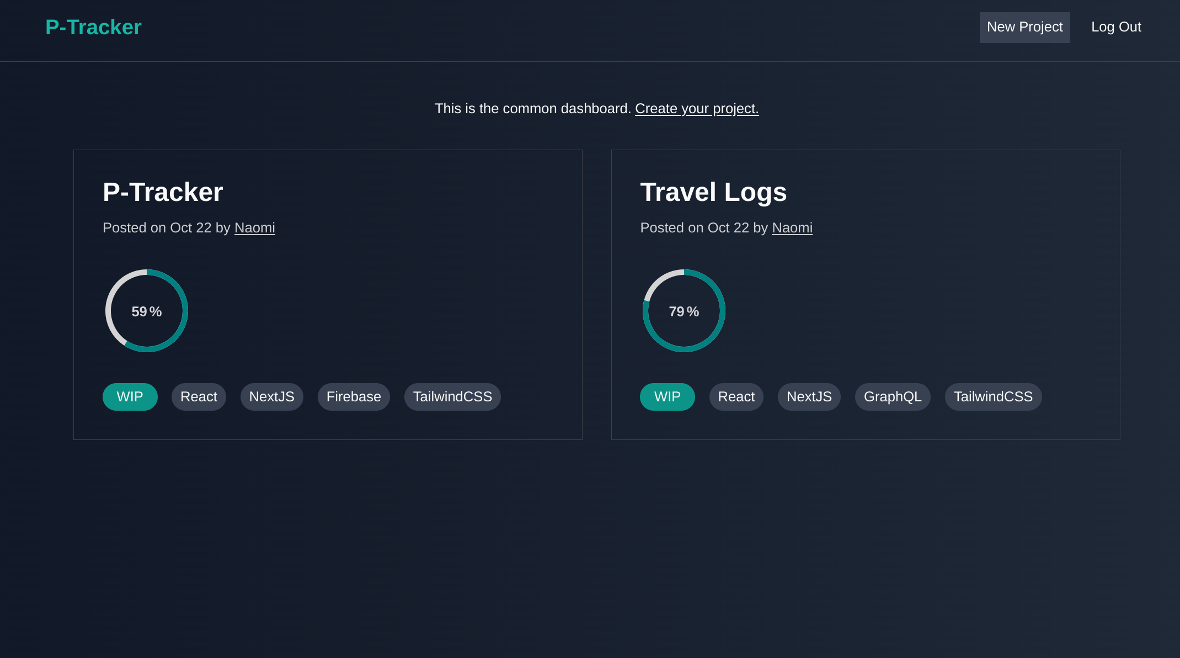 P-Tracker New Project Log Out
This is the common dashboard. Create your project.
P-Tracker
Posted on Oct 22 by Naomi
59 %
WIP React NextJS Firebase TailwindCSS
Travel Logs
Posted on Oct 22 by Naomi
79 %
WIP React NextJS GraphQL TailwindCSS